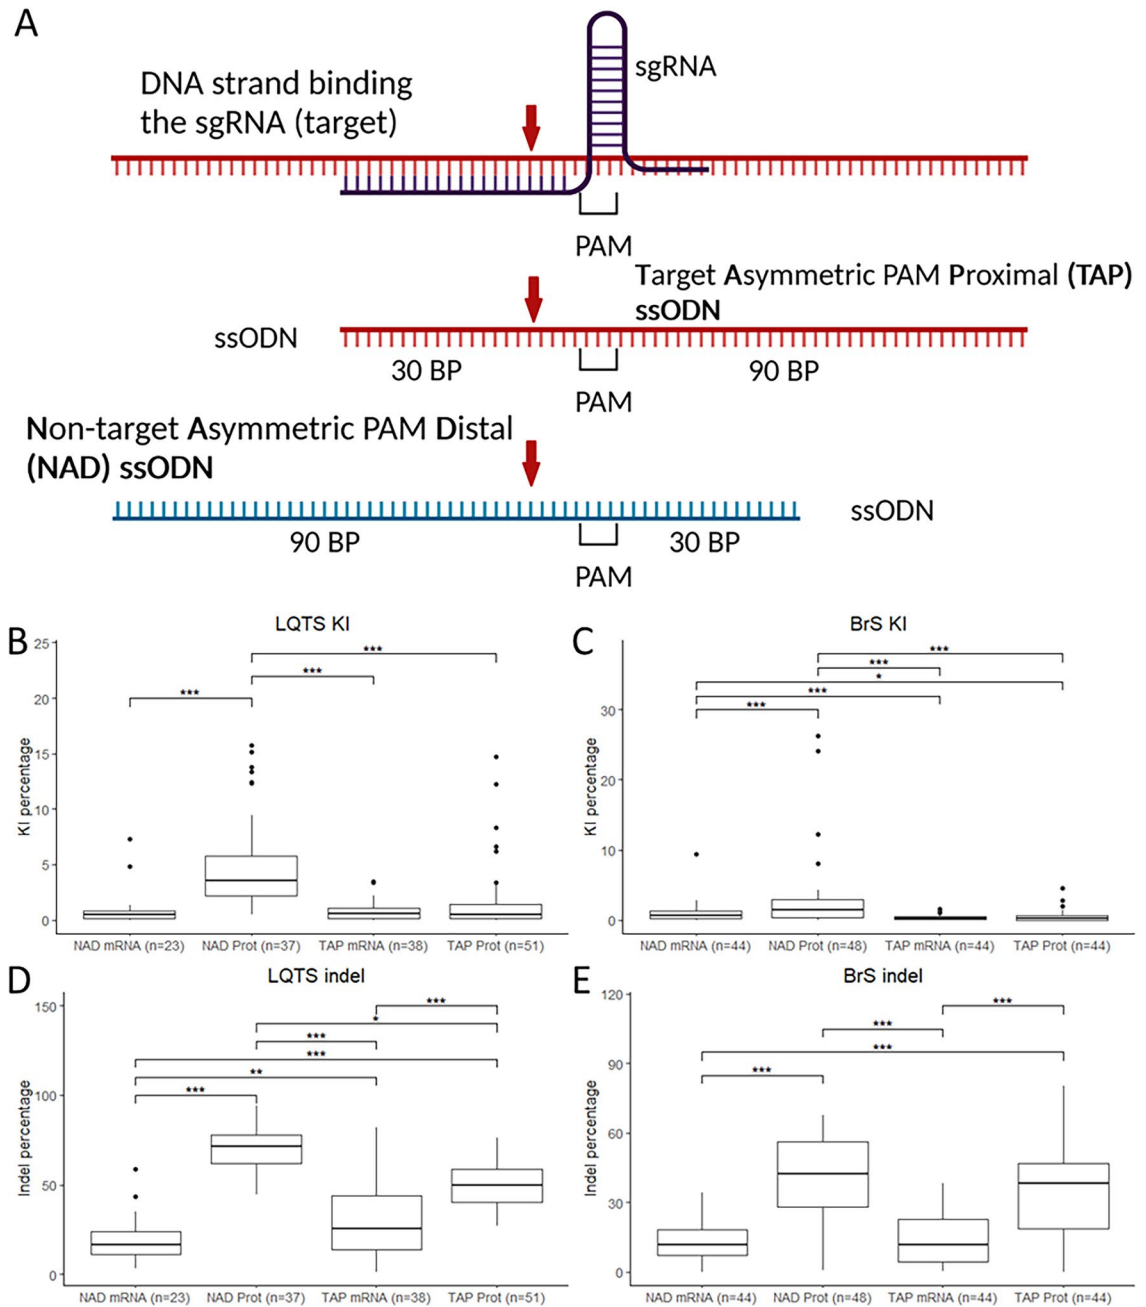 A
sgRNA
DNA strand binding
the sgRNA (target)
PAM
Target Asymmetric PAM Proximal (TAP)
ssODN
ssODN
30 BP
90 BP
PAM
Non-target Asymmetric PAM Distal
(NAD) ssODN
ssODN
90 BP
30 BP
PAM
B
LQTS KI
25
20
15
10
5
0
KI percentage
***
***
***
NAD mRNA (n=23) NAD Prot (n=37) TAP mRNA (n=38) TAP Prot (n=51)
C
BrS KI
30
20
10
0
KI percentage
***
***
*
***
***
NAD mRNA (n=44) NAD Prot (n=48) TAP mRNA (n=44) TAP Prot (n=44)
D
LQTS indel
150
100
50
0
Indel percentage
***
*
***
***
**
***
NAD mRNA (n=23) NAD Prot (n=37) TAP mRNA (n=38) TAP Prot (n=51)
E
BrS indel
120
90
60
30
0
Indel percentage
***
***
***
***
NAD mRNA (n=44) NAD Prot (n=48) TAP mRNA (n=44) TAP Prot (n=44)